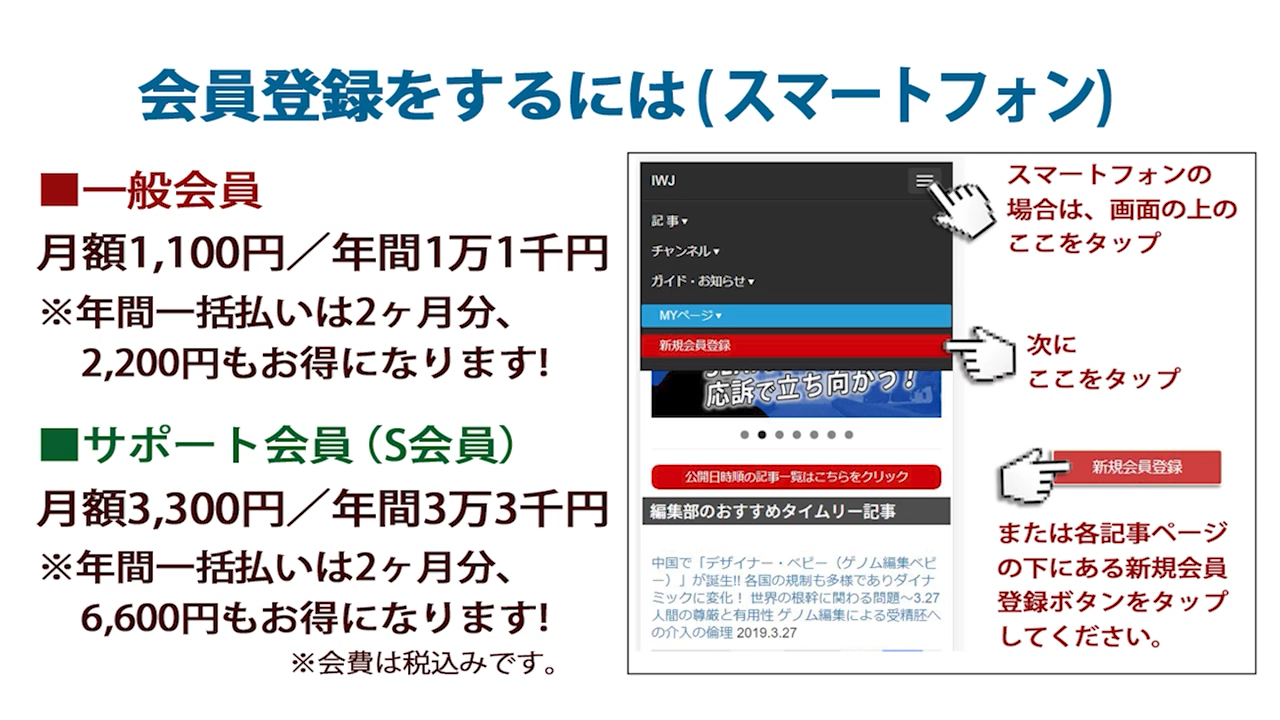 会員登録をするには(スマートフォン)
■一般会員
月額1,100円／年間1万1千円
※年間一括払いは2ヶ月分、
2,200円もお得になります!
■サポート会員（S会員）
月額3,300円／年間3万3千円
※年間一括払いは2ヶ月分、
6,600円もお得になります!
※会費は税込みです。
IWJ
記事▾
チャンネル▾
ガイド・お知らせ▾
MYページ▾
新規会員登録
応訴で立ち向かう！
公開日時順の記事一覧はこちらをクリック
編集部のおすすめタイムリー記事
中国で「デザイナー・ベビー（ゲノム編集ベビ
ー）」が誕生!! 各国の規制も多様でありダイナ
ミックに変化！ 世界の根幹に関わる問題～3.27
人間の尊厳と有用性 ゲノム編集による受精胚へ
の介入の倫理 2019.3.27
スマートフォンの
場合は、画面の上の
ここをタップ
次に
ここをタップ
新規会員登録
または各記事ページ
の下にある新規会員
登録ボタンをタップ
してください。